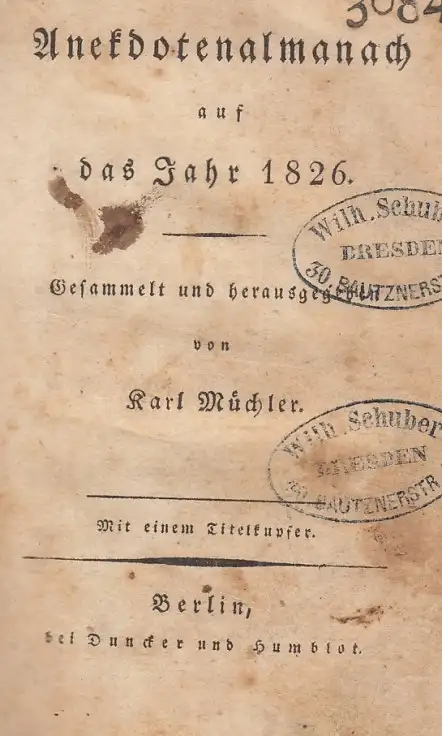 3084
Anekdotenalmanach
auf
das Jahr 1826.
Gesammelt und herausgegeben
von
Karl Müchler.
Mit einem Titelkupfer.
Berlin,
bei Duncker und Humblot.
Wilh. Schuber
DRESDEN
30. BAUTZNERSTR
Wilh. Schuber
DRESDEN
30. BAUTZNERSTR